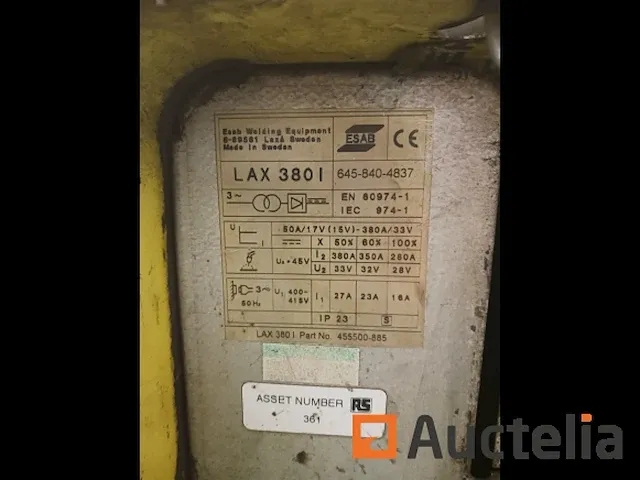 Esab Welding Equipment
S-69581 Laxå Sweden
Made in Sweden
ESAB
CE
LAX 380 I 645-840-4837
3~
EN 60974-1
IEC 974-1
U I 50A/17V (15V)-380A/33V
X 50% 60% 100%
I2 380A 350A 280A
U0=45V U2 33V 32V 28V
3~ 50Hz U1 400-415V I1 27A 23A 16A
IP 23 S
LAX 380 I Part No. 455500-885
ASSET NUMBER RS
361
Auctelia